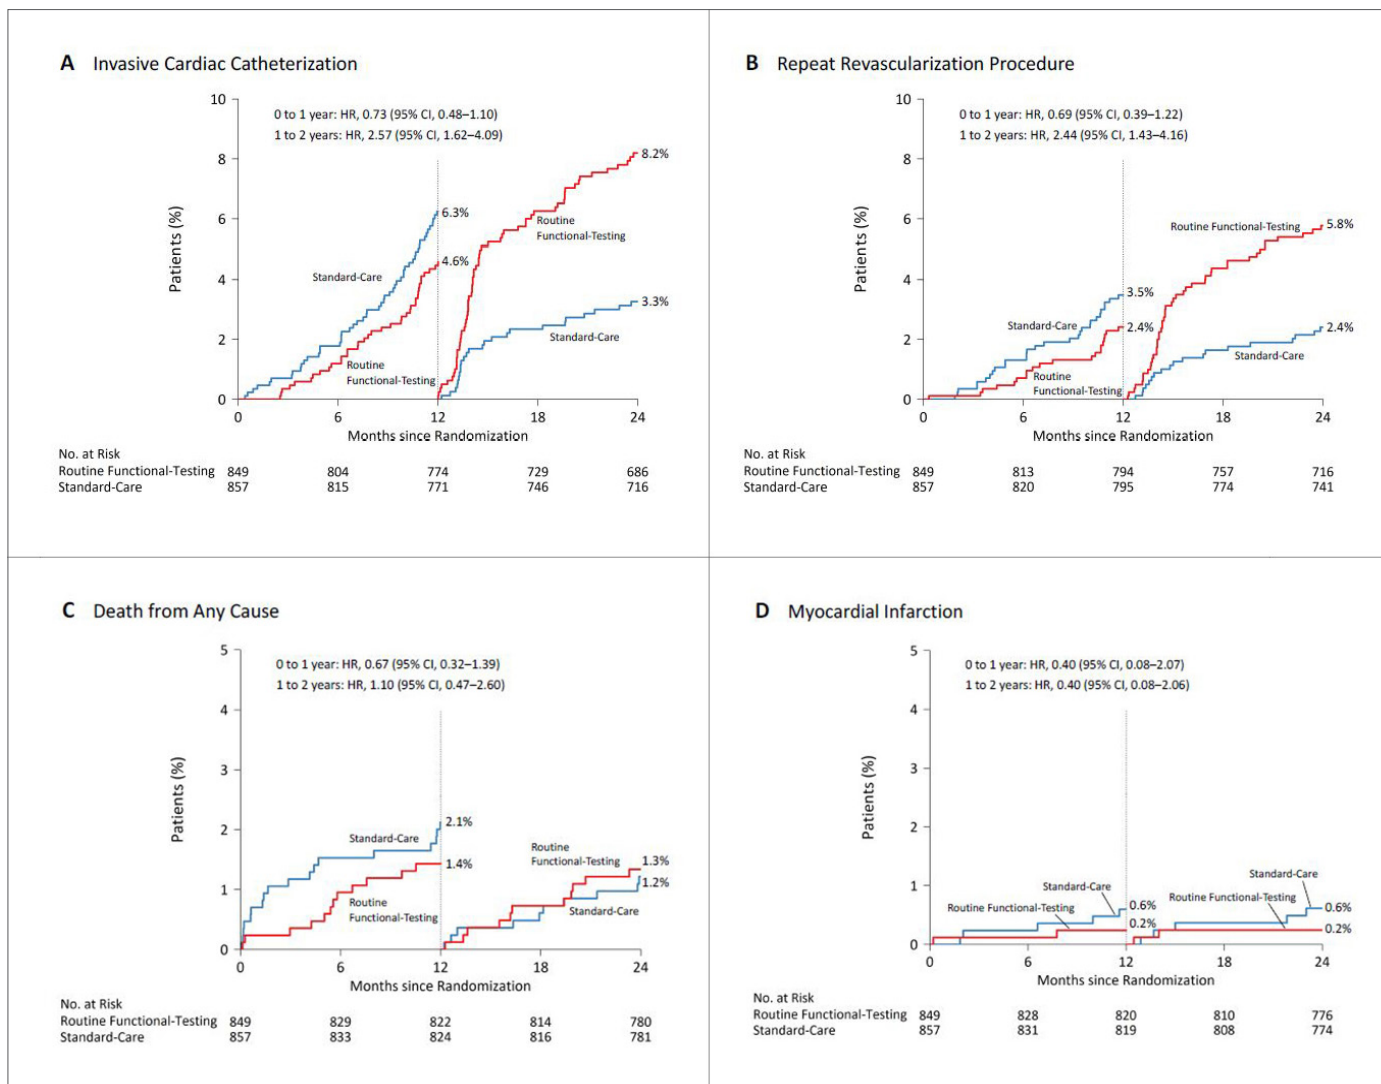 A Invasive Cardiac Catheterization
0 to 1 year: HR, 0.73 (95% CI, 0.48–1.10)
1 to 2 years: HR, 2.57 (95% CI, 1.62–4.09)
Patients (%)
10
8
6
4
2
0
8.2%
6.3%
4.6%
3.3%
Standard-Care
Routine
Functional-Testing
Routine
Functional-Testing
Standard-Care
0 6 12 18 24
Months since Randomization
No. at Risk
Routine Functional-Testing 849 804 774 729 686
Standard-Care 857 815 771 746 716
B Repeat Revascularization Procedure
0 to 1 year: HR, 0.69 (95% CI, 0.39–1.22)
1 to 2 years: HR, 2.44 (95% CI, 1.43–4.16)
Patients (%)
10
8
6
4
2
0
Routine Functional-Testing
5.8%
3.5%
2.4%
2.4%
Standard-Care
Routine
Functional-Testing
Standard-Care
0 6 12 18 24
Months since Randomization
No. at Risk
Routine Functional-Testing 849 813 794 757 716
Standard-Care 857 820 795 774 741
C Death from Any Cause
0 to 1 year: HR, 0.67 (95% CI, 0.32–1.39)
1 to 2 years: HR, 1.10 (95% CI, 0.47–2.60)
Patients (%)
5
4
3
2
1
0
2.1%
Standard-Care
1.4%
Routine
Functional-Testing
Routine
Functional-Testing
1.3%
1.2%
Standard-Care
0 6 12 18 24
Months since Randomization
No. at Risk
Routine Functional-Testing 849 829 822 814 780
Standard-Care 857 833 824 816 781
D Myocardial Infarction
0 to 1 year: HR, 0.40 (95% CI, 0.08–2.07)
1 to 2 years: HR, 0.40 (95% CI, 0.08–2.06)
Patients (%)
5
4
3
2
1
0
Standard-Care
Routine Functional-Testing
0.6%
0.2%
Standard-Care
Routine Functional-Testing
0.6%
0.2%
0 6 12 18 24
Months since Randomization
No. at Risk
Routine Functional-Testing 849 828 820 810 776
Standard-Care 857 831 819 808 774